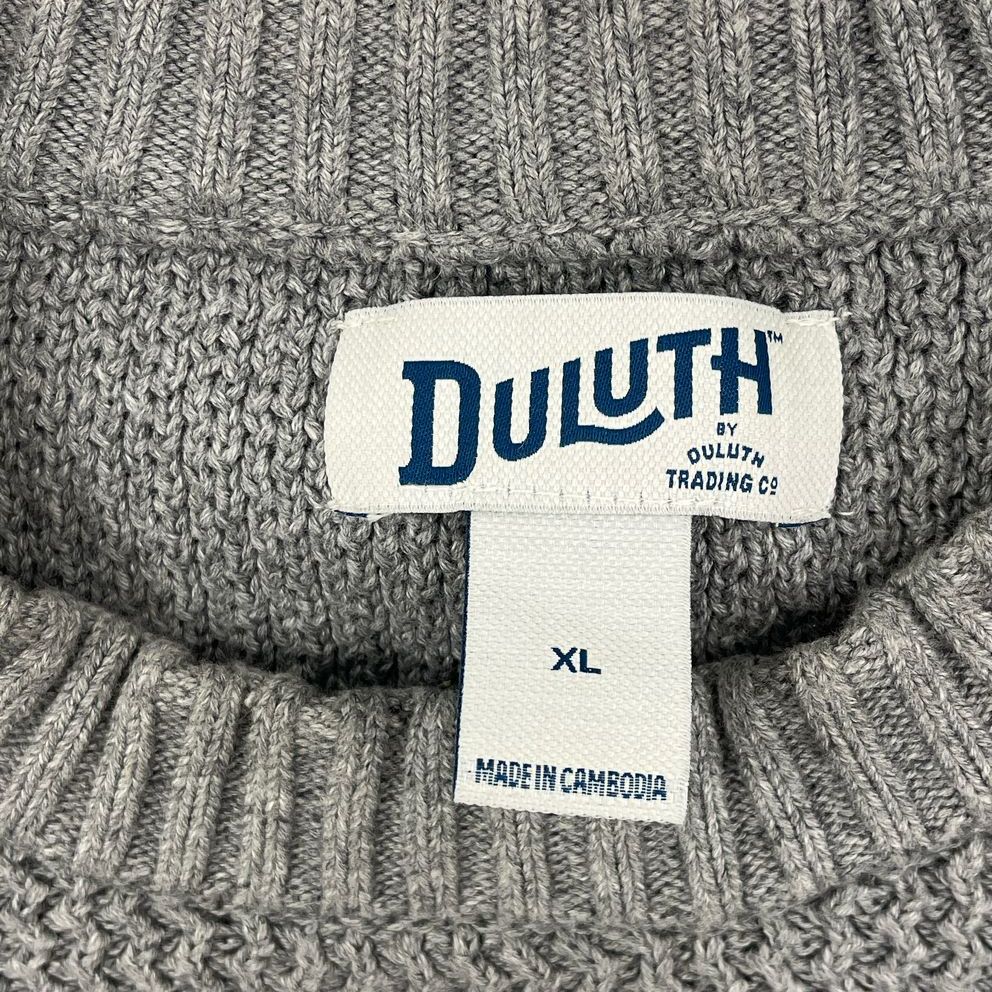 DULUTH™
BY
DULUTH
TRADING Cº
XL
MADE IN CAMBODIA